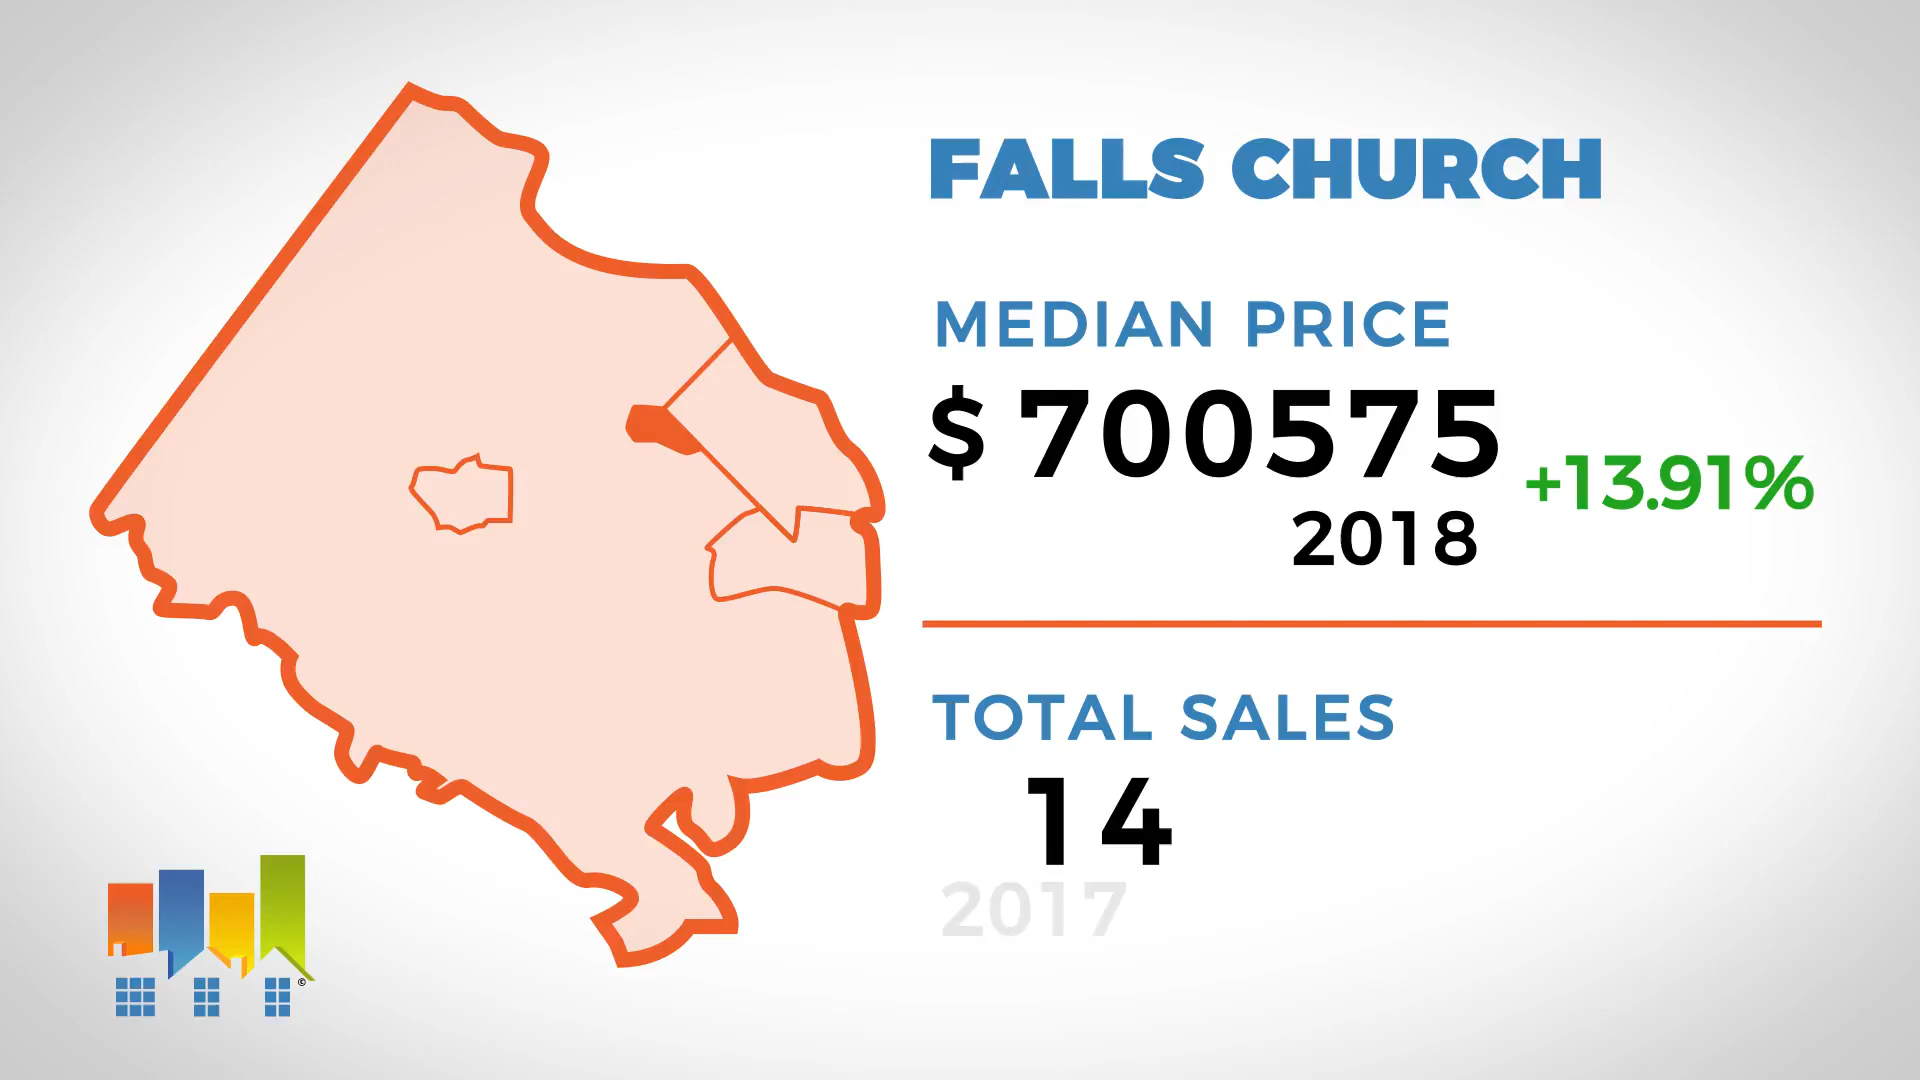 FALLS CHURCH
MEDIAN PRICE
$ 700575
+13.91%
2018
TOTAL SALES
14
2017
©